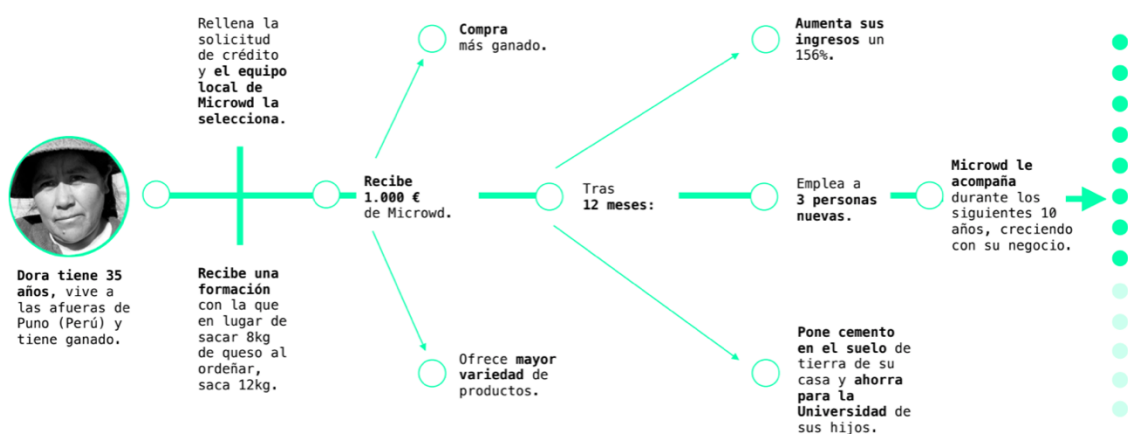 Dora tiene 35
años, vive a
las afueras de
Puno (Perú) y
tiene ganado.
Rellena la
solicitud
de crédito
y el equipo
local de
Microwd la
selecciona.
Recibe una
formación
con la que
en lugar de
sacar 8kg
de queso al
ordeñar,
saca 12kg.
Recibe
1.000 €
de Microwd.
Compra
más ganado.
Ofrece mayor
variedad de
productos.
Tras
12 meses:
Aumenta sus
ingresos un
156%.
Emplea a
3 personas
nuevas.
Pone cemento
en el suelo de
tierra de su
casa y ahorra
para la
Universidad de
sus hijos.
Microwd le
acompaña
durante los
siguientes 10
años, creciendo
con su negocio.